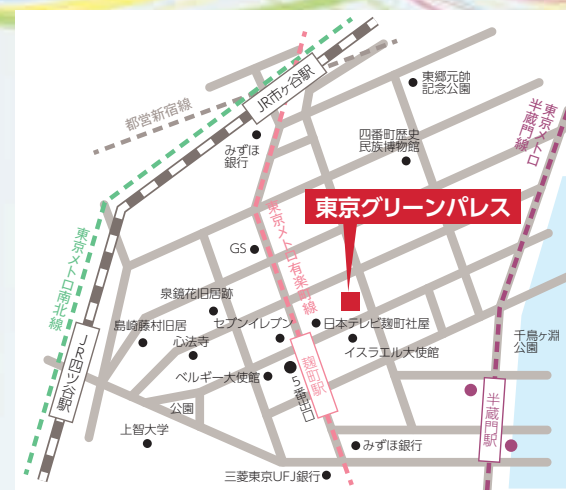 JR市ヶ谷駅
都営新宿線
東郷元帥
記念公園
東京メトロ
半蔵門線
みずほ
銀行
四番町歴史
民族博物館
東京グリーンパレス
東京メトロ有楽町線
東京メトロ南北線
GS
泉鏡花旧居跡
島崎藤村旧居
セブンイレブン
日本テレビ麹町社屋
心法寺
イスラエル大使館
千鳥ヶ淵
公園
JR四ツ谷駅
ベルギー大使館
5番出口
麹町駅
半蔵門駅
公園
上智大学
みずほ銀行
三菱東京UFJ銀行